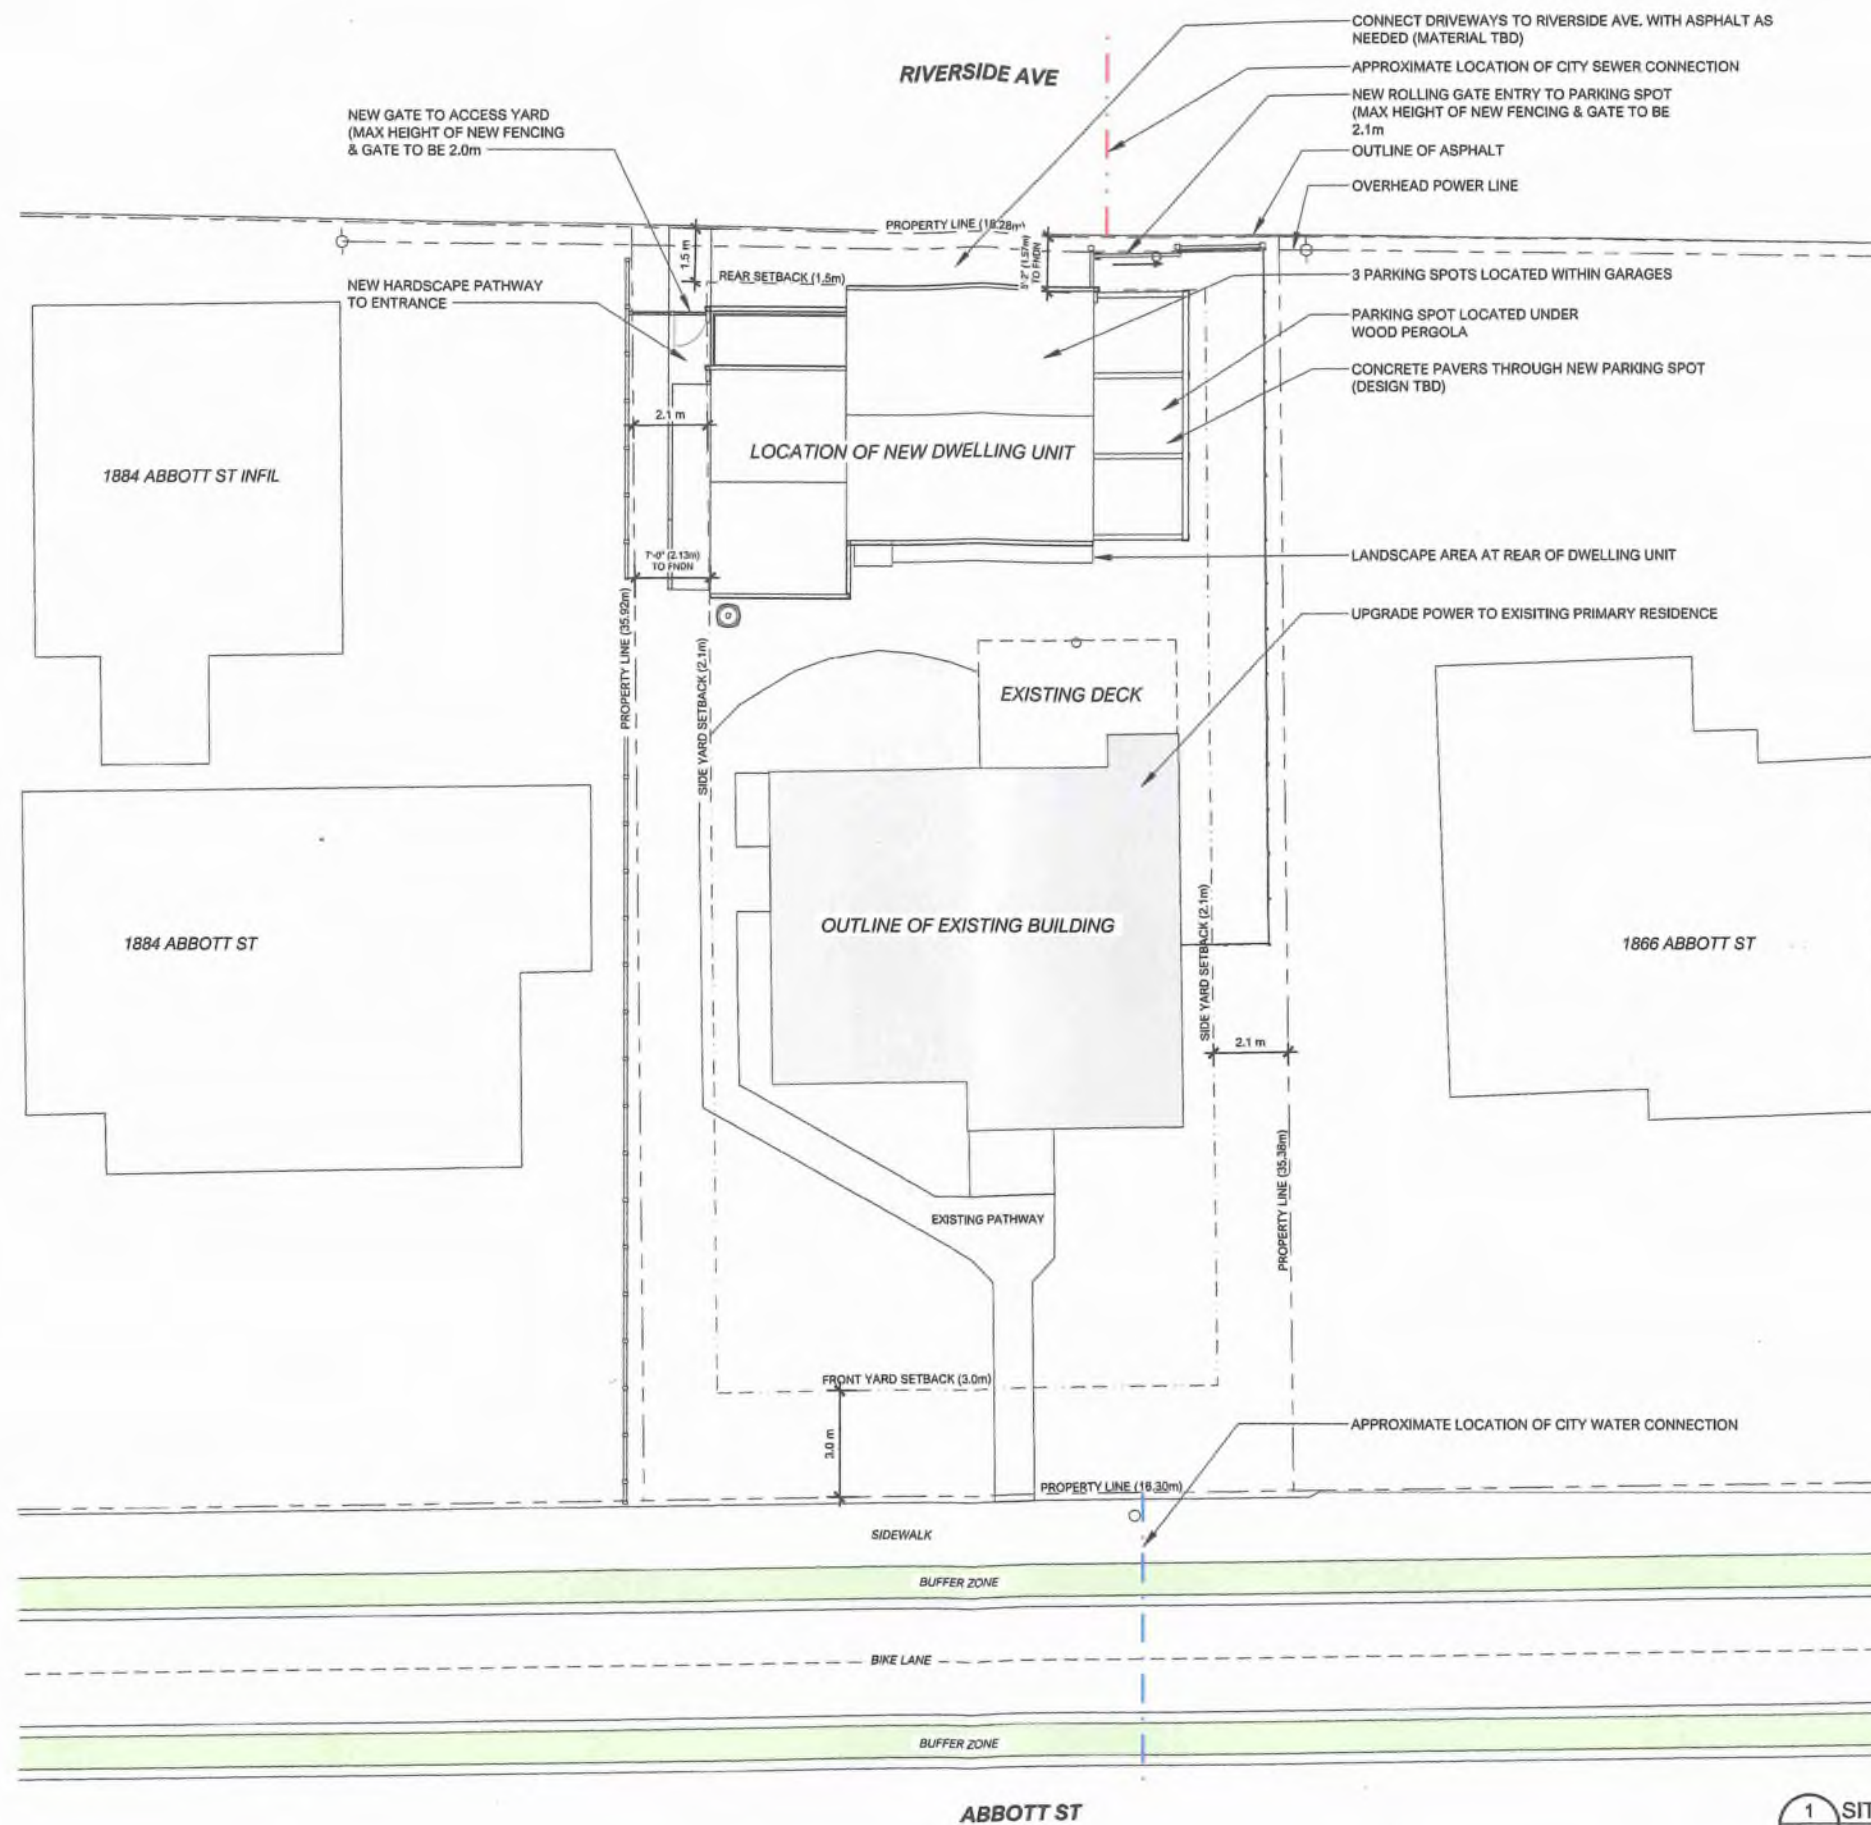 CONNECT DRIVEWAYS TO RIVERSIDE AVE. WITH ASPHALT AS
NEEDED (MATERIAL TBD)
RIVERSIDE AVE
APPROXIMATE LOCATION OF CITY SEWER CONNECTION
NEW ROLLING GATE ENTRY TO PARKING SPOT
(MAX HEIGHT OF NEW FENCING & GATE TO BE
2.1m
NEW GATE TO ACCESS YARD
(MAX HEIGHT OF NEW FENCING
& GATE TO BE 2.0m
OUTLINE OF ASPHALT
OVERHEAD POWER LINE
PROPERTY LINE (18.28m)
1.5 m
5'-2" (1.57m)
TO FNDN
REAR SETBACK (1.5m)
3 PARKING SPOTS LOCATED WITHIN GARAGES
NEW HARDSCAPE PATHWAY
TO ENTRANCE
PARKING SPOT LOCATED UNDER
WOOD PERGOLA
CONCRETE PAVERS THROUGH NEW PARKING SPOT
(DESIGN TBD)
2.1 m
LOCATION OF NEW DWELLING UNIT
1884 ABBOTT ST INFIL
7'-0" (2.13m)
TO FNDN
LANDSCAPE AREA AT REAR OF DWELLING UNIT
PROPERTY LINE (35.92m)
UPGRADE POWER TO EXISITING PRIMARY RESIDENCE
SIDE YARD SETBACK (2.1m)
EXISTING DECK
OUTLINE OF EXISTING BUILDING
1884 ABBOTT ST
1866 ABBOTT ST
SIDE YARD SETBACK (2.1m)
2.1 m
PROPERTY LINE (35.38m)
EXISTING PATHWAY
FRONT YARD SETBACK (3.0m)
3.0 m
APPROXIMATE LOCATION OF CITY WATER CONNECTION
PROPERTY LINE (18.30m)
SIDEWALK
BUFFER ZONE
BIKE LANE
BUFFER ZONE
ABBOTT ST
1 SIT